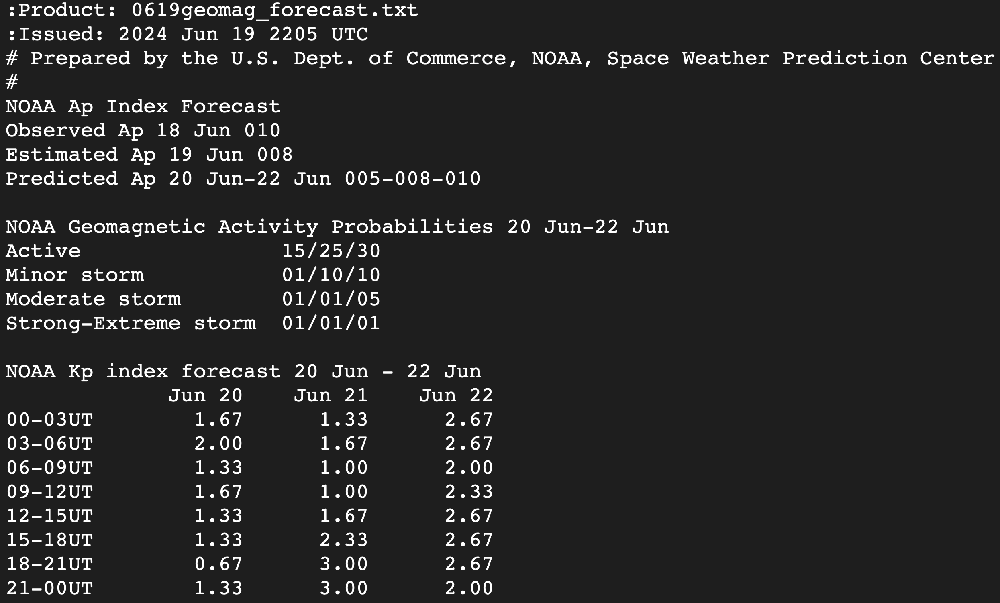 :Product: 0619geomag_forecast.txt
:Issued: 2024 Jun 19 2205 UTC
# Prepared by the U.S. Dept. of Commerce, NOAA, Space Weather Prediction Center
#
NOAA Ap Index Forecast
Observed Ap 18 Jun 010
Estimated Ap 19 Jun 008
Predicted Ap 20 Jun-22 Jun 005-008-010

NOAA Geomagnetic Activity Probabilities 20 Jun-22 Jun
Active                15/25/30
Minor storm           01/10/10
Moderate storm        01/01/05
Strong-Extreme storm  01/01/01

NOAA Kp index forecast 20 Jun - 22 Jun
             Jun 20    Jun 21    Jun 22
00-03UT        1.67      1.33      2.67
03-06UT        2.00      1.67      2.67
06-09UT        1.33      1.00      2.00
09-12UT        1.67      1.00      2.33
12-15UT        1.33      1.67      2.67
15-18UT        1.33      2.33      2.67
18-21UT        0.67      3.00      2.67
21-00UT        1.33      3.00      2.00